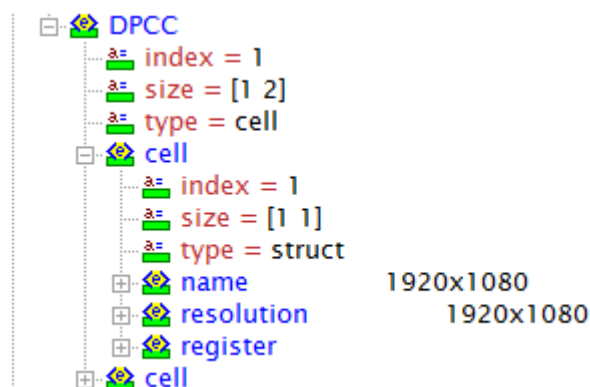 DPCC
index = 1
size = [1 2]
type = cell
cell
index = 1
size = [1 1]
type = struct
name 1920x1080
resolution 1920x1080
register
cell